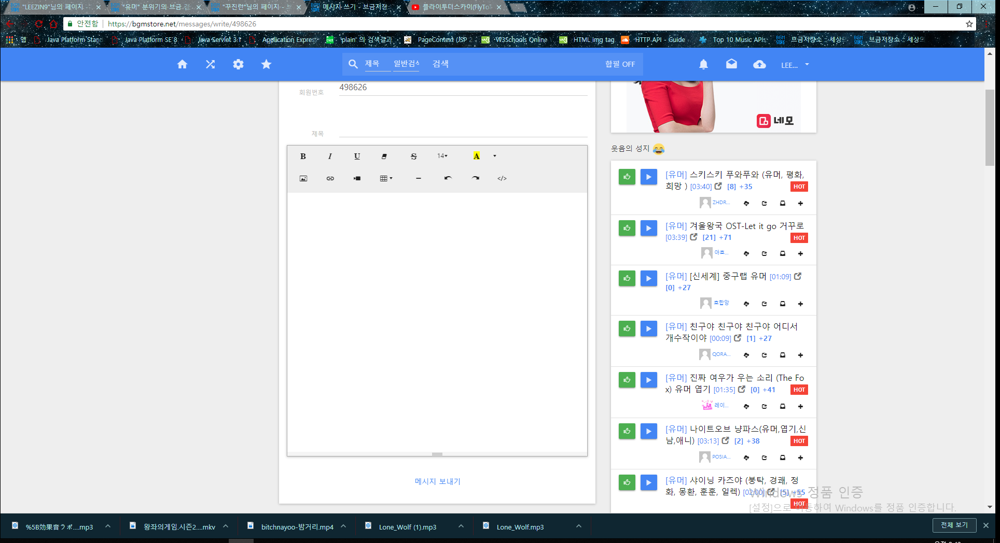 "LEEZIN9"님의 페이지 -
"유머" 분위기의 브금 검
"꾸진런"님의 페이지 - 브
메시지 쓰기 - 브금저장
플라이투더스카이(FlyTo
안전함 https://bgmstore.net/messages/write/498626
앱
Java Platform Stand
Java Platform SE 8
Java Servlet 3.1
Application Expres
'plain' 의 검색결과
PageContext (JSP 2
W3Schools Online
HTML img tag
HTTP API - Guide
Top 10 Music APIs
브금저장소 - 세상의
브금저장소 - 세상의
제목 일반검색 검색 합필 OFF
LEE...
회원번호 498626
제목
B I U S 14 A
</>
메시지 보내기
네모
웃음의 성지 😂
[유머] 스키스키 푸와푸와 (유머, 평화,
희망 ) [03:40] [8] +35
HOT
ZHDR...
[유머] 겨울왕국 OST-Let it go 거꾸로
[03:39] [21] +71
HOT
아흐...
[유머] [신세계] 중구랩 유머 [01:09]
[0] +27
흐합앙
[유머] 친구야 친구야 친구야 어디서
개수작이야 [00:09] [1] +27
QORA...
[유머] 진짜 여우가 우는 소리 (The Fo
x) 유머 엽기 [01:35] [0] +41
HOT
레이...
[유머] 나이트오브 냥파스(유머,엽기,신
남,애니) [03:13] [2] +38
HOT
POSIA...
[유머] 샤이닝 카즈야 (붕탁, 경쾌, 정
화, 몽환, 훈훈, 일렉) [02:00] [5] +55
HOT
Windows 정품 인증
[설정]으로 이동하여 Windows를 정품 인증합니다.
%5B効果音ラボ....mp3
왕좌의게임.시즌2....mkv
bitchnayoo-밤거리.mp4
Lone_Wolf (1).mp3
Lone_Wolf.mp3
전체 보기